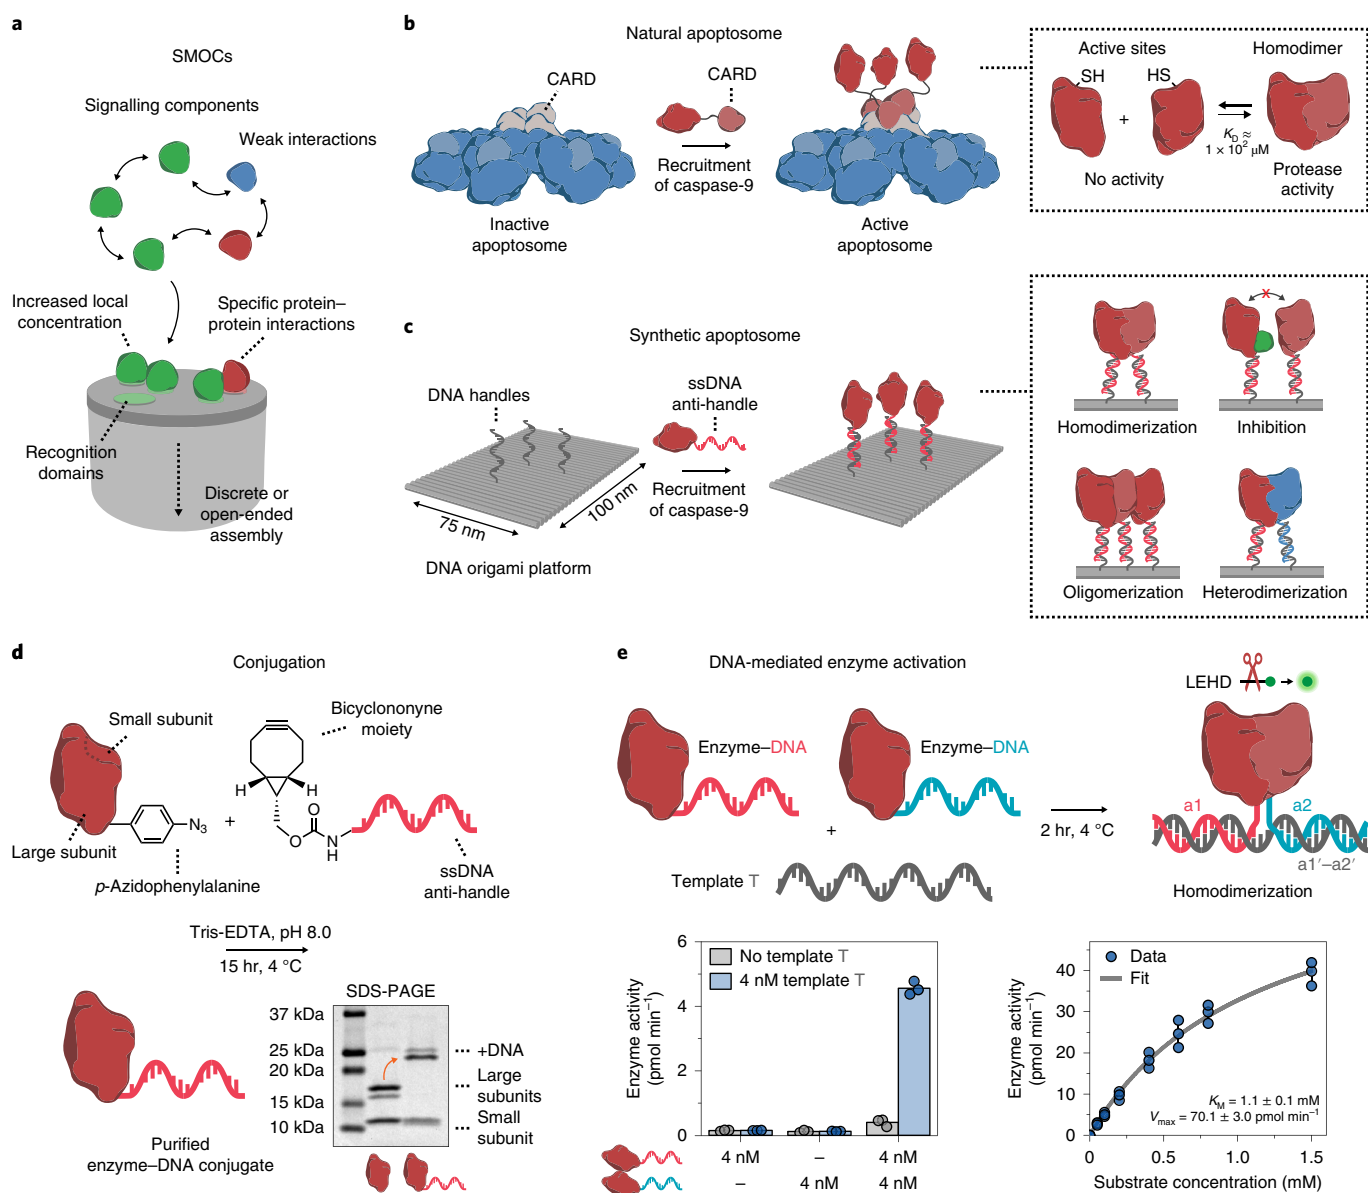 a
SMOCs
Signalling components
Weak interactions
Increased local
concentration
Specific protein–
protein interactions
Recognition
domains
Discrete or
open-ended
assembly
b
Natural apoptosome
CARD
CARD
Recruitment
of caspase-9
Inactive
apoptosome
Active
apoptosome
Active sites
Homodimer
SH
HS
+
K_D ≈
1 × 10² μM
No activity
Protease
activity
c
Synthetic apoptosome
DNA handles
ssDNA
anti-handle
Recruitment
of caspase-9
75 nm
100 nm
DNA origami platform
x
Homodimerization
Inhibition
Oligomerization
Heterodimerization
d
Conjugation
Small subunit
Bicyclononyne
moiety
H
H
N₃
+
O
O
N
H
Large subunit
p-Azidophenylalanine
ssDNA
anti-handle
Tris-EDTA, pH 8.0
15 hr, 4 °C
SDS-PAGE
37 kDa
25 kDa
20 kDa
15 kDa
10 kDa
+DNA
Large
subunits
Small
subunit
Purified
enzyme–DNA conjugate
e
DNA-mediated enzyme activation
LEHD
Enzyme–DNA
Enzyme–DNA
+
2 hr, 4 °C
a1
a2
a1′–a2′
Template T
Homodimerization
Enzyme activity
(pmol min⁻¹)
6
4
2
0
No template T
4 nM template T
4 nM
–
4 nM
–
4 nM
4 nM
Enzyme activity
(pmol min⁻¹)
40
30
20
10
0
Data
Fit
K_M = 1.1 ± 0.1 mM
V_max = 70.1 ± 3.0 pmol min⁻¹
0
0.5
1.0
1.5
Substrate concentration (mM)